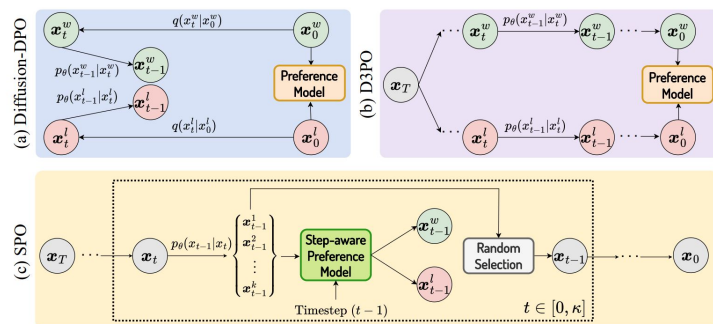 (a) Diffusion-DPO
x_t^w
q(x_t^w|x_0^w)
x_0^w
p_θ(x_{t-1}^w|x_t^w)
x_{t-1}^w
p_θ(x_{t-1}^l|x_t^l)
x_{t-1}^l
Preference
Model
x_t^l
q(x_t^l|x_0^l)
x_0^l
(b) D3PO
x_T
...
x_t^w
p_θ(x_{t-1}^w|x_t^w)
x_{t-1}^w
...
x_0^w
Preference
Model
...
x_t^l
p_θ(x_{t-1}^l|x_t^l)
x_{t-1}^l
...
x_0^l
(c) SPO
x_T
...
x_t
p_θ(x_{t-1}|x_t)
x_{t-1}^1
x_{t-1}^2
⋮
x_{t-1}^k
Step-aware
Preference
Model
Timestep (t−1)
x_{t-1}^w
x_{t-1}^l
Random
Selection
x_{t-1}
...
x_0
t ∈ [0, κ]